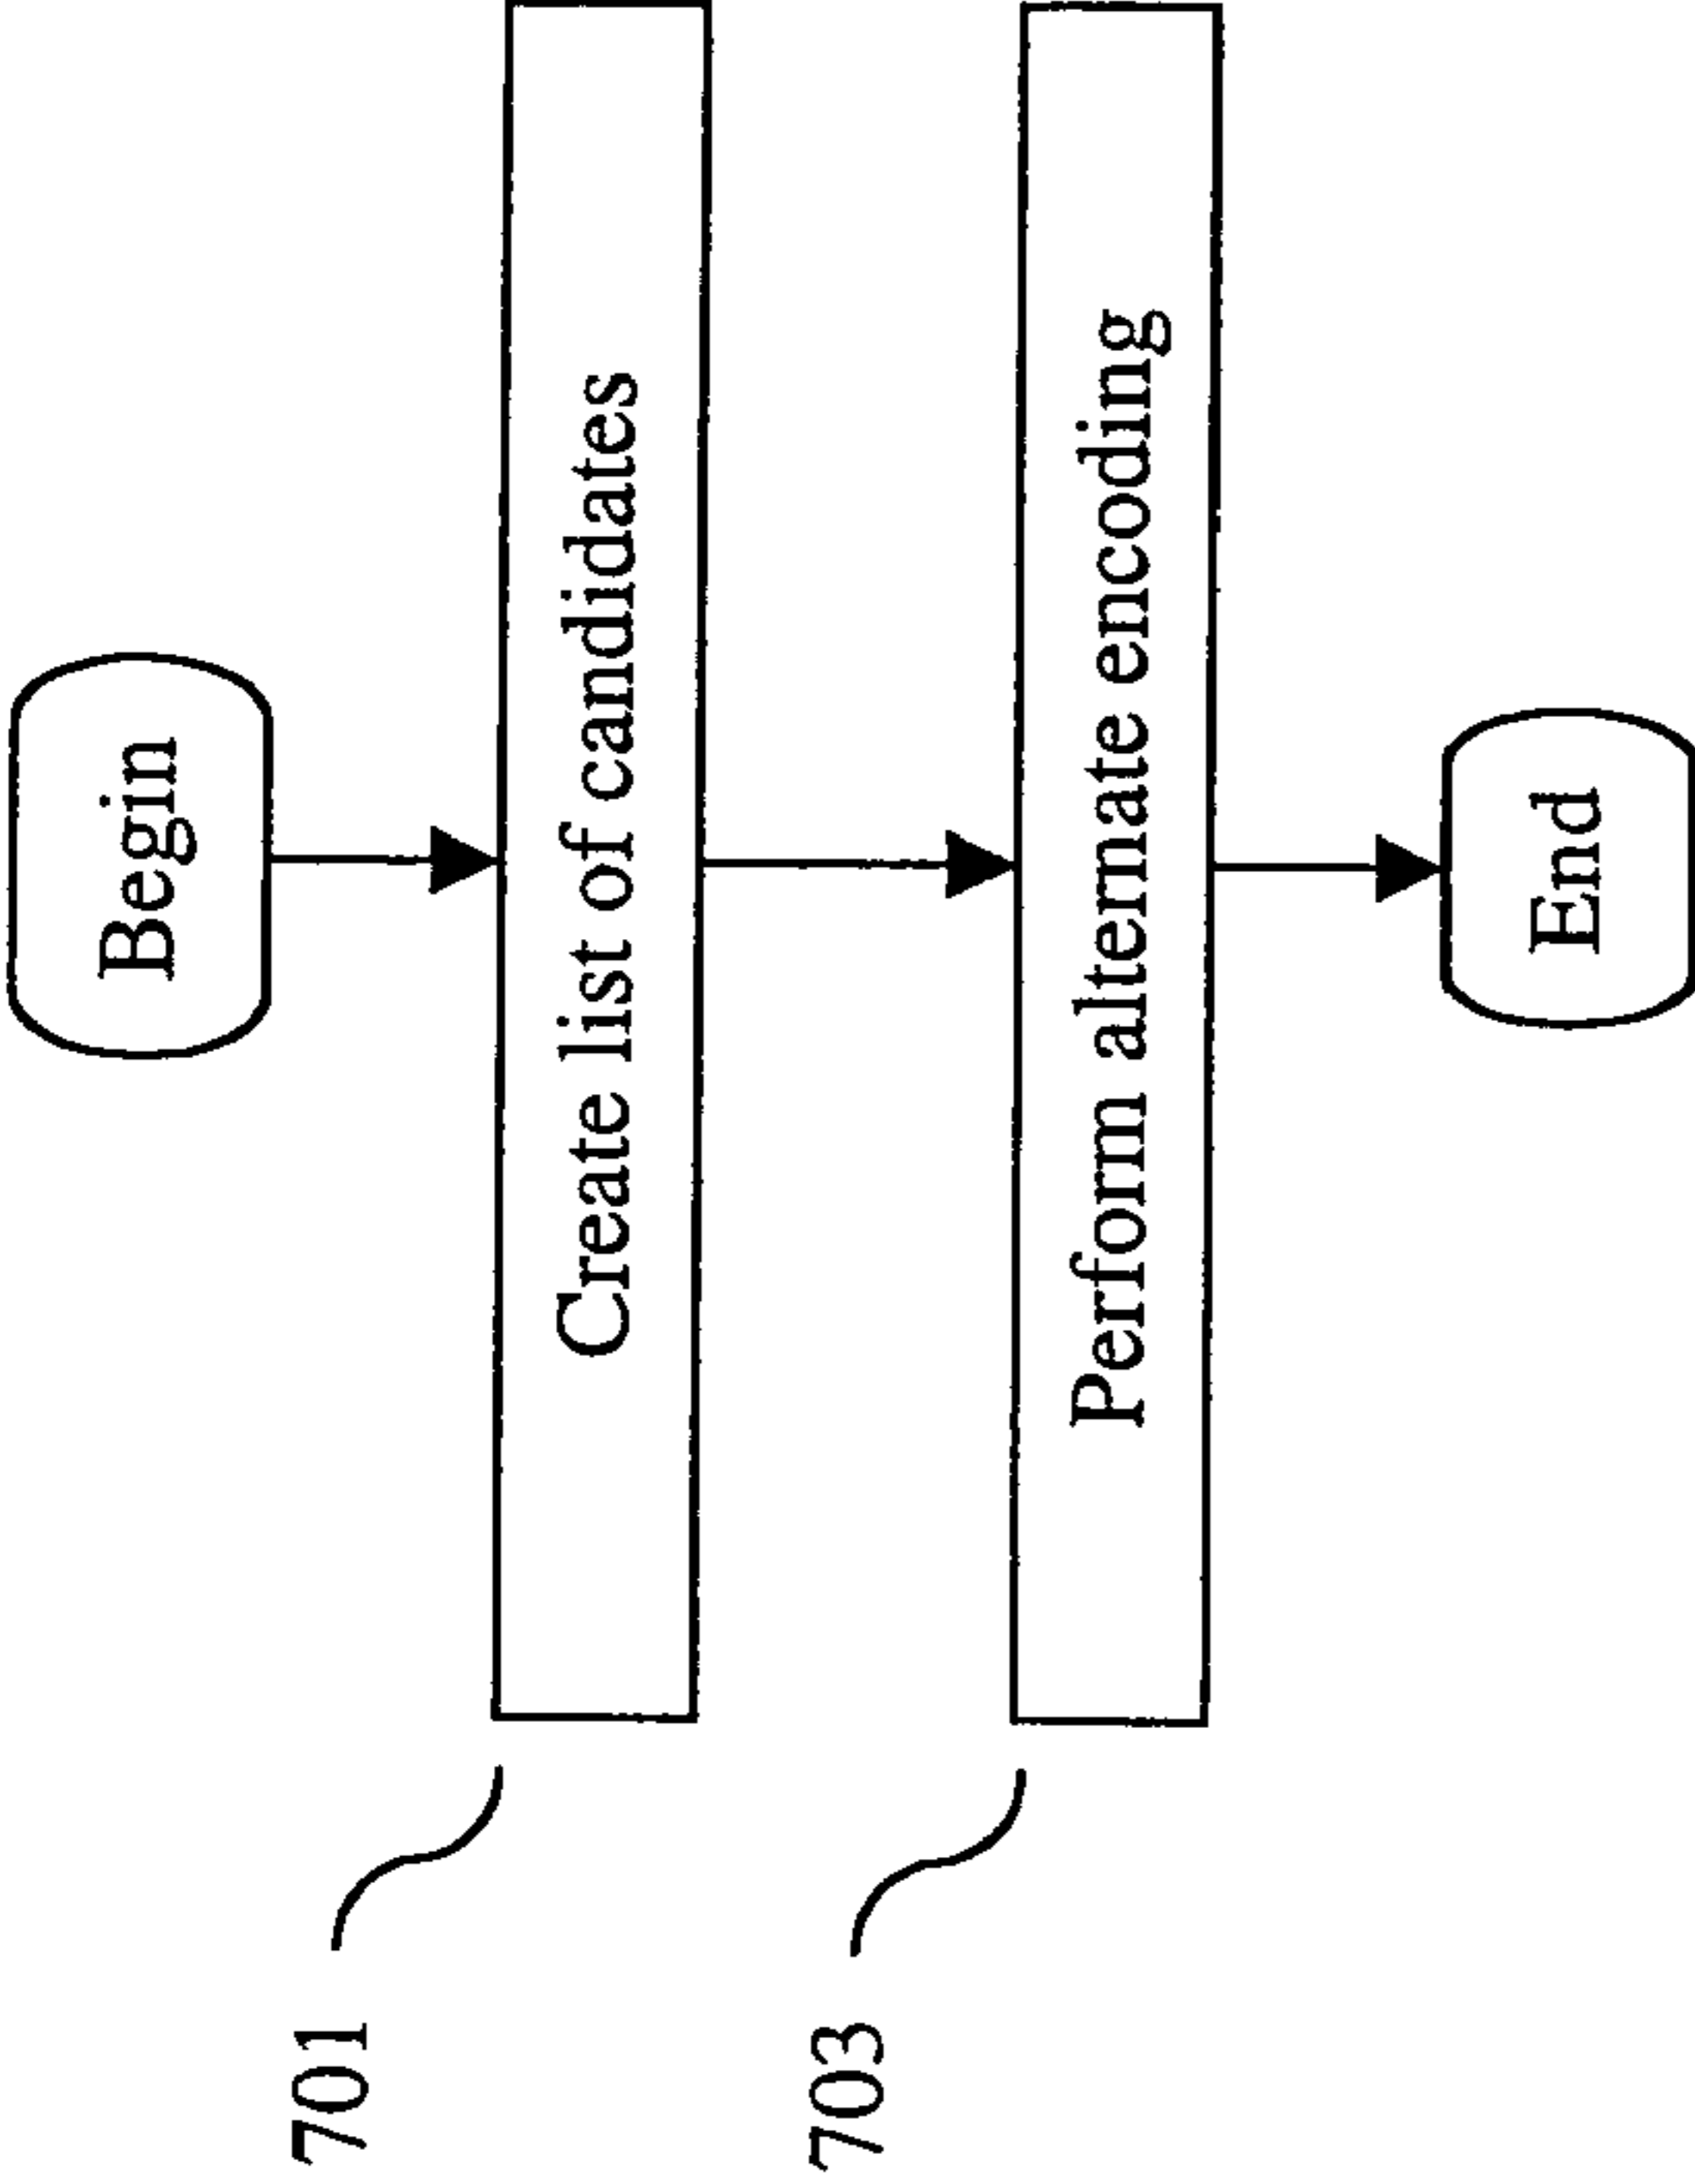 Begin
701
Create list of candidates
703
Perform alternate encoding
End